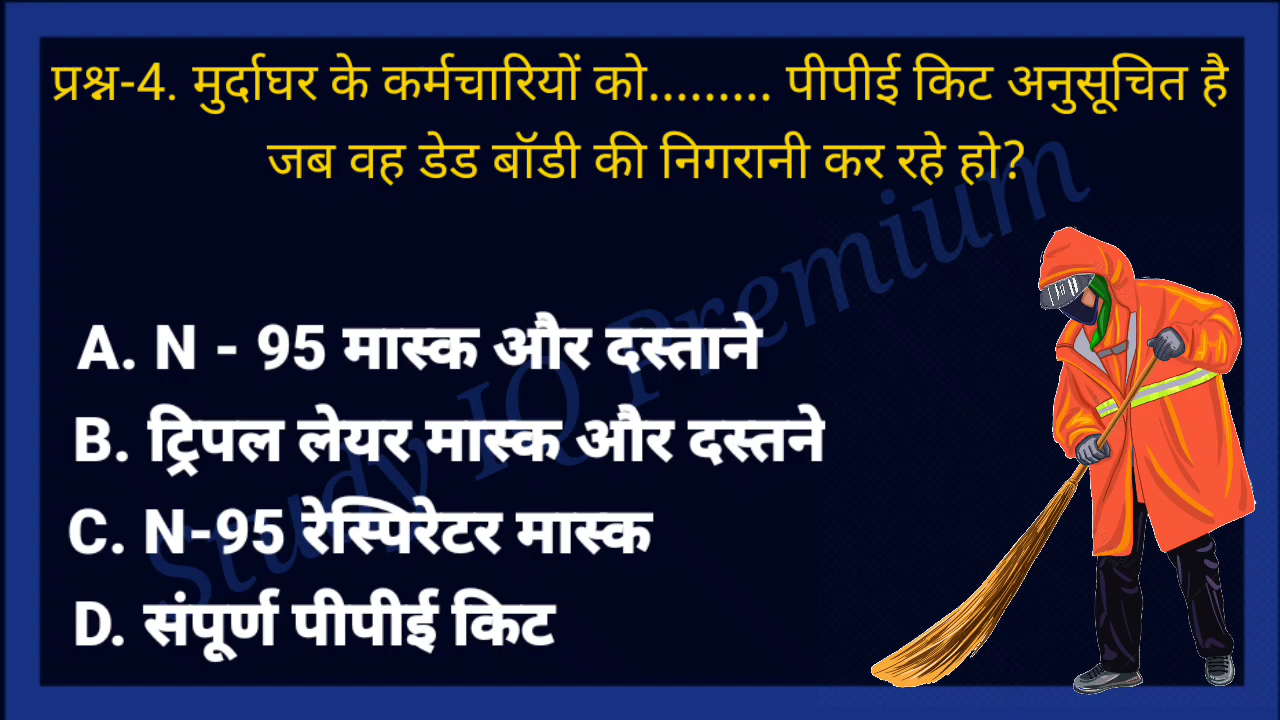 प्रश्न-4. मुर्दाघर के कर्मचारियों को......... पीपीई किट अनुसूचित है
जब वह डेड बॉडी की निगरानी कर रहे हो?
A. N - 95 मास्क और दस्ताने
B. ट्रिपल लेयर मास्क और दस्तने
C. N-95 रेस्पिरेटर मास्क
D. संपूर्ण पीपीई किट
Study IQ Premium